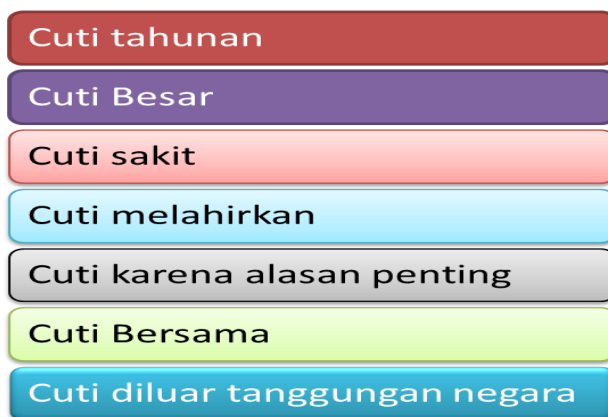 Cuti tahunan
Cuti Besar
Cuti sakit
Cuti melahirkan
Cuti karena alasan penting
Cuti Bersama
Cuti diluar tanggungan negara